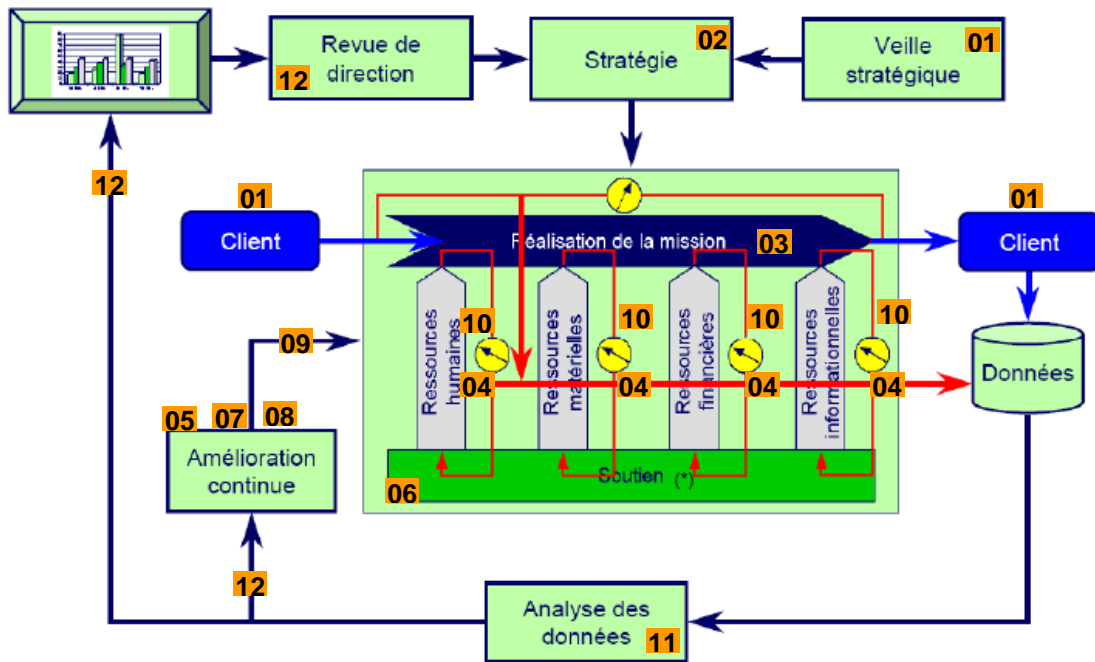 Revue de
direction
12
Stratégie
02
Veille
stratégique
01
12
01
Client
Réalisation de la mission
03
01
Client
Ressources
humaines
10
04
Ressources
matérielles
10
04
Ressources
financières
10
04
Ressources
informationnelles
10
04
Données
09
05
07
08
Amélioration
continue
06
Soutien (*)
12
Analyse des
données
11